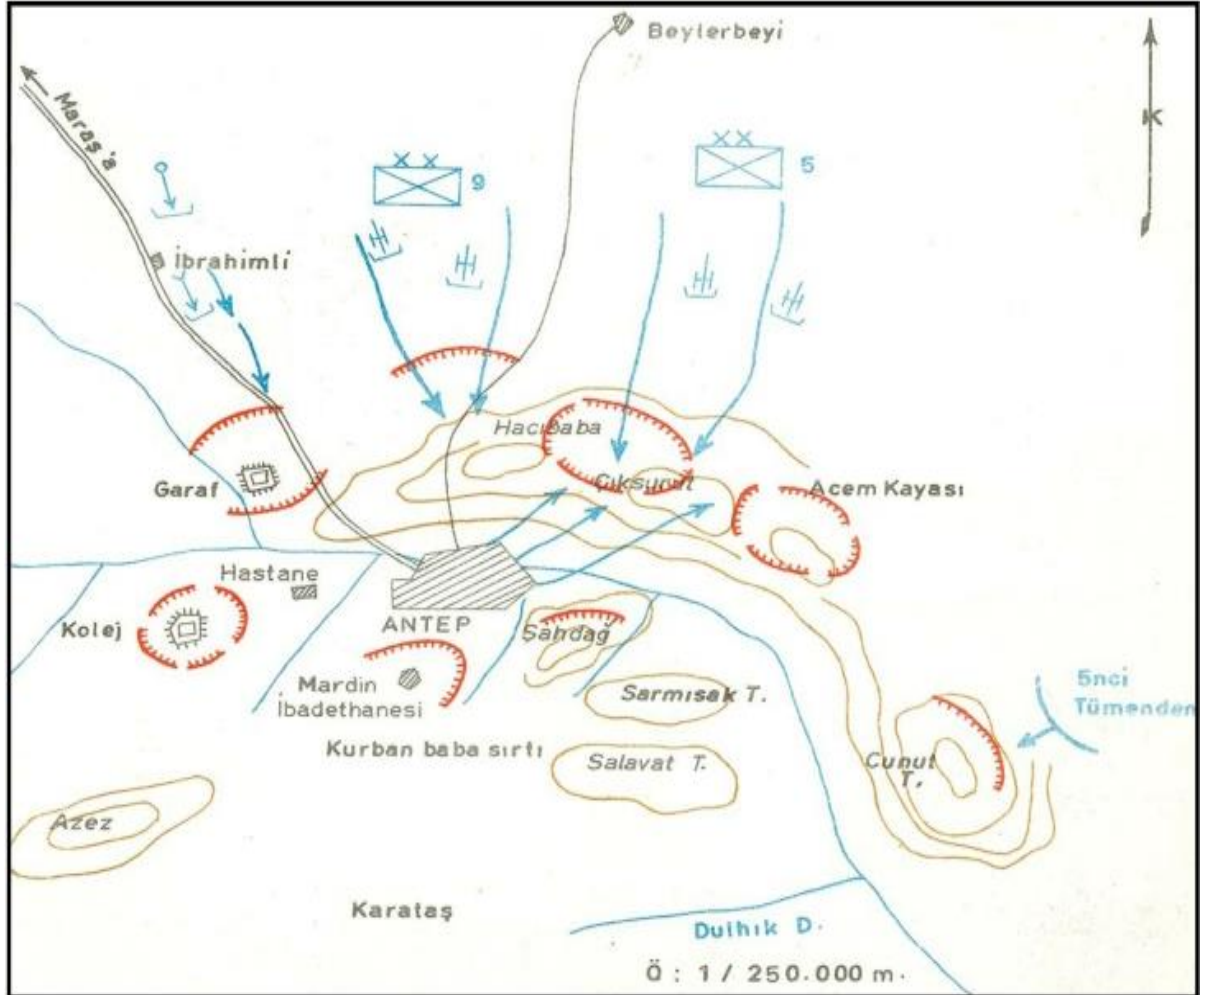 Beylerbeyi
K
Maraş'a
9
5
İbrahimli
Hacıbaba
Çıksurut
Garaf
Acem Kayası
Hastane
Kolej
ANTEP
Şahdağ
Mardin
İbadethanesi
Sarmısak T.
5nci
Tümenden
Kurban baba sırtı
Salavat T.
Cunut
T.
Azez
Karataş
Dulhık D.
Ö : 1 / 250.000 m.